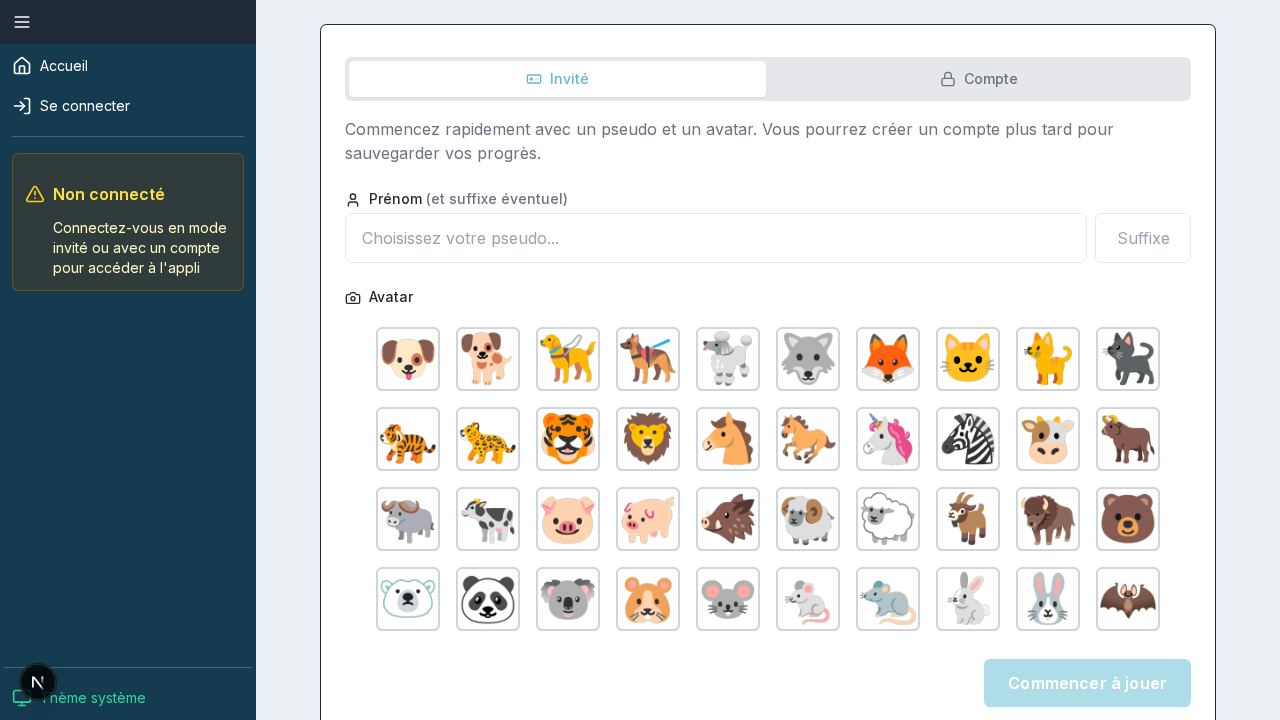 Accueil
Se connecter
Non connecté
Connectez-vous en mode
invité ou avec un compte
pour accéder à l'appli
N
Thème système
Invité
Compte
Commencez rapidement avec un pseudo et un avatar. Vous pourrez créer un compte plus tard pour
sauvegarder vos progrès.
Prénom (et suffixe éventuel)
Choisissez votre pseudo...
Suffixe
Avatar
Commencer à jouer